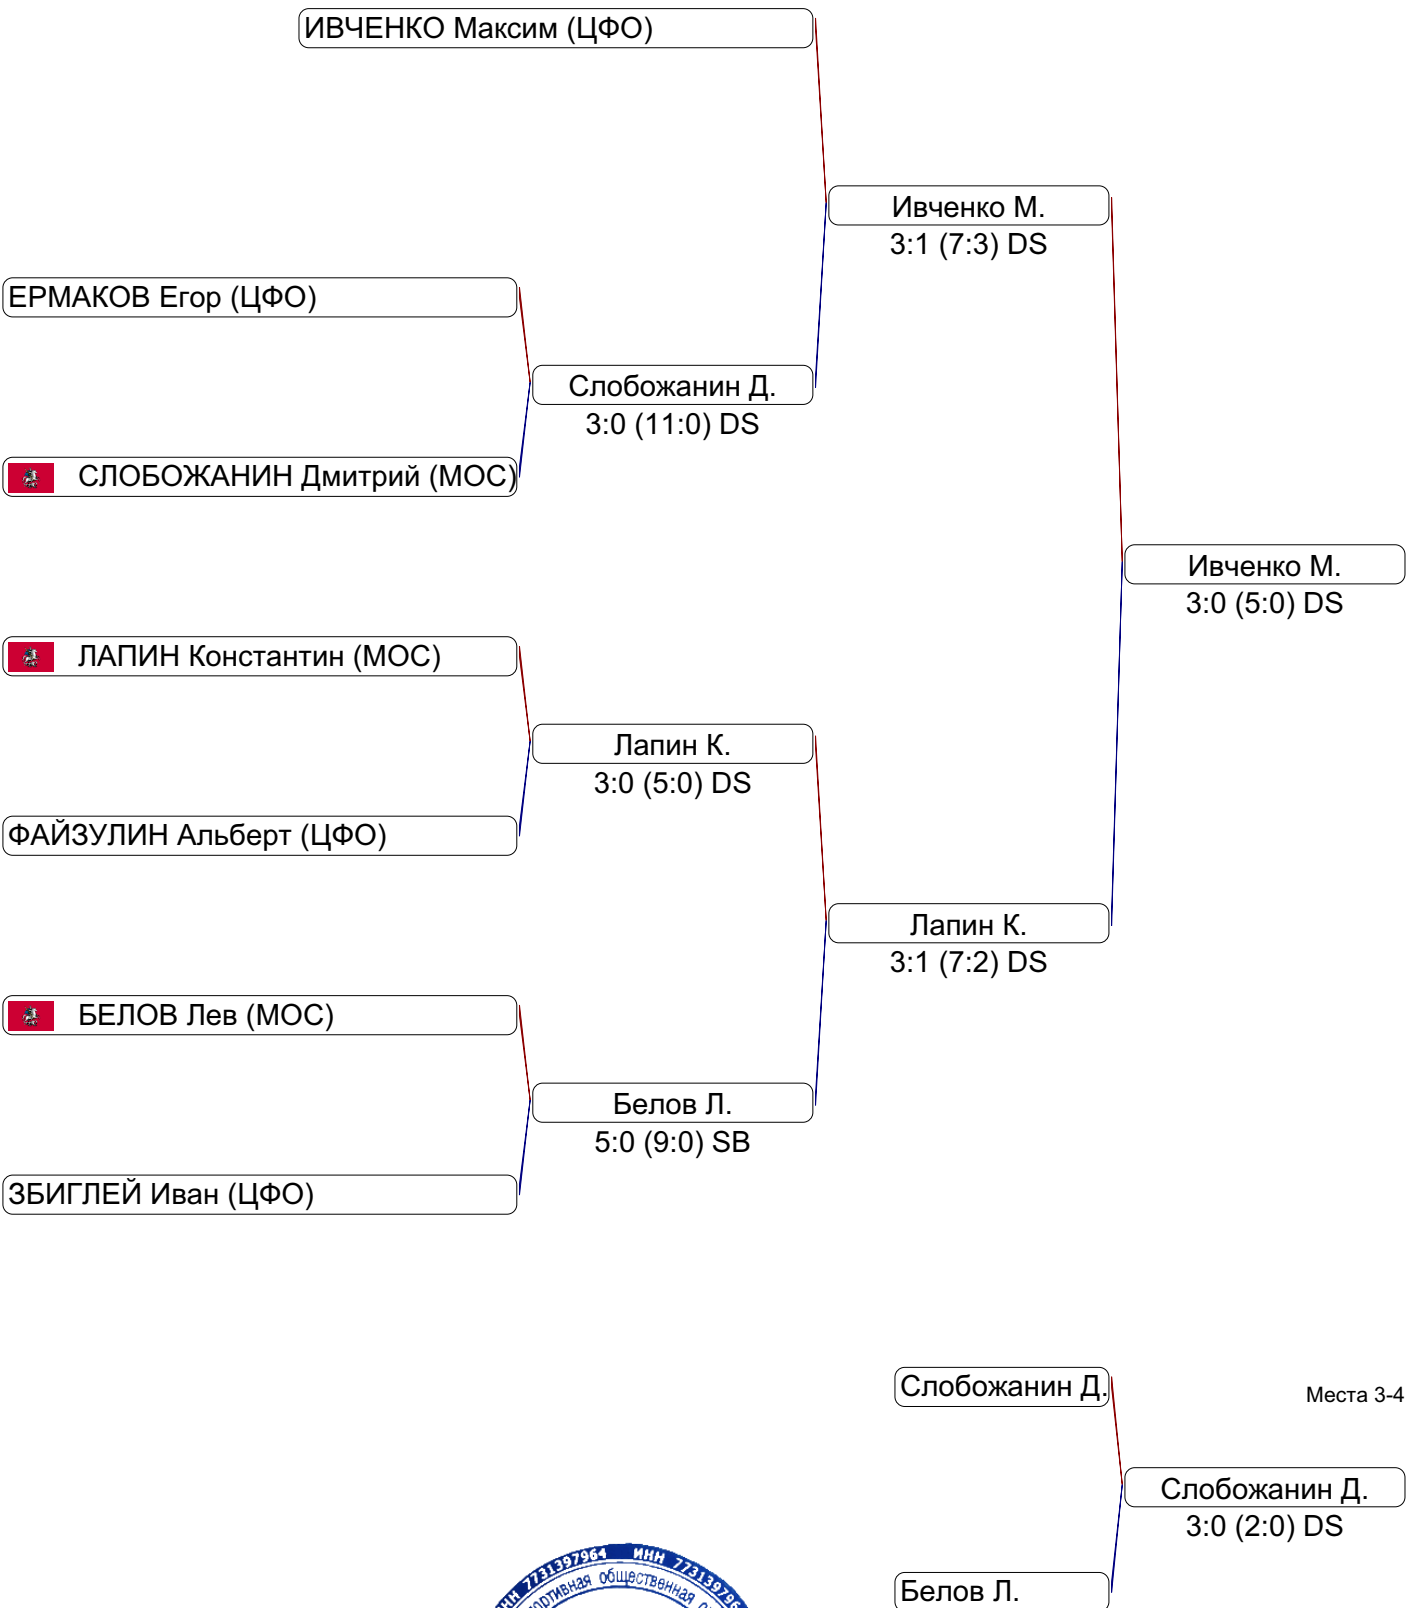 ИВЧЕНКО Максим (ЦФО)
Ивченко М.
3:1 (7:3) DS
ЕРМАКОВ Егор (ЦФО)
Слобожанин Д.
3:0 (11:0) DS
СЛОБОЖАНИН Дмитрий (МОС)
Ивченко М.
3:0 (5:0) DS
ЛАПИН Константин (МОС)
Лапин К.
3:0 (5:0) DS
ФАЙЗУЛИН Альберт (ЦФО)
Лапин К.
3:1 (7:2) DS
БЕЛОВ Лев (МОС)
Белов Л.
5:0 (9:0) SB
ЗБИГЛЕЙ Иван (ЦФО)
Слобожанин Д.
Места 3-4
Слобожанин Д.
3:0 (2:0) DS
Белов Л.
7731397964 ИНН
общественная